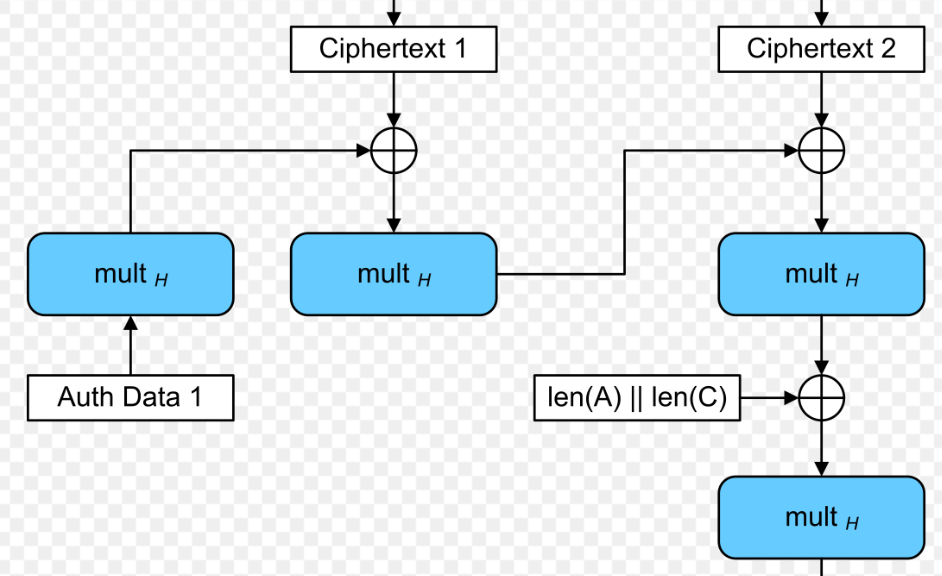 Ciphertext 1
Ciphertext 2
mult H
mult H
mult H
Auth Data 1
len(A) || len(C)
mult H